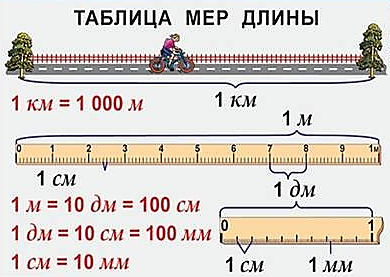 ТАБЛИЦА МЕР ДЛИНЫ
1 км = 1 000 м
1 км
1 м
0 1 2 3 4 5 6 7 8 9 1м
1 см
1 дм
1 м = 10 дм = 100 см
1 дм = 10 см = 100 мм
1 см = 10 мм
0 1
1 см 1 мм